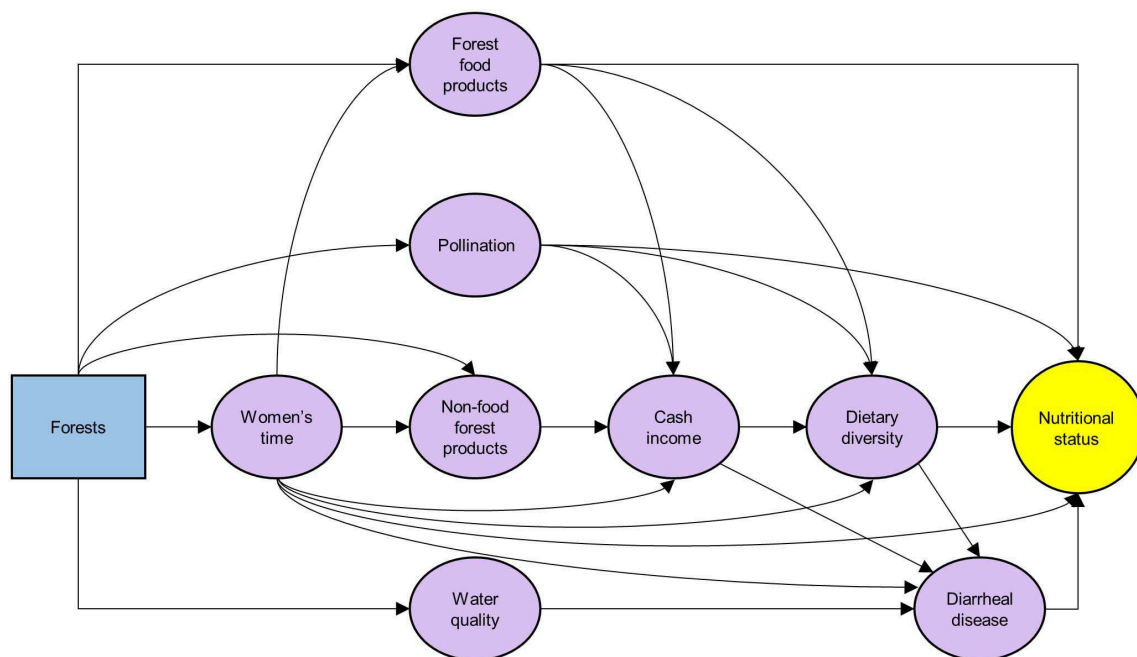 Forest
food
products
Pollination
Forests
Women's
time
Non-food
forest
products
Cash
income
Dietary
diversity
Nutritional
status
Water
quality
Diarrheal
disease